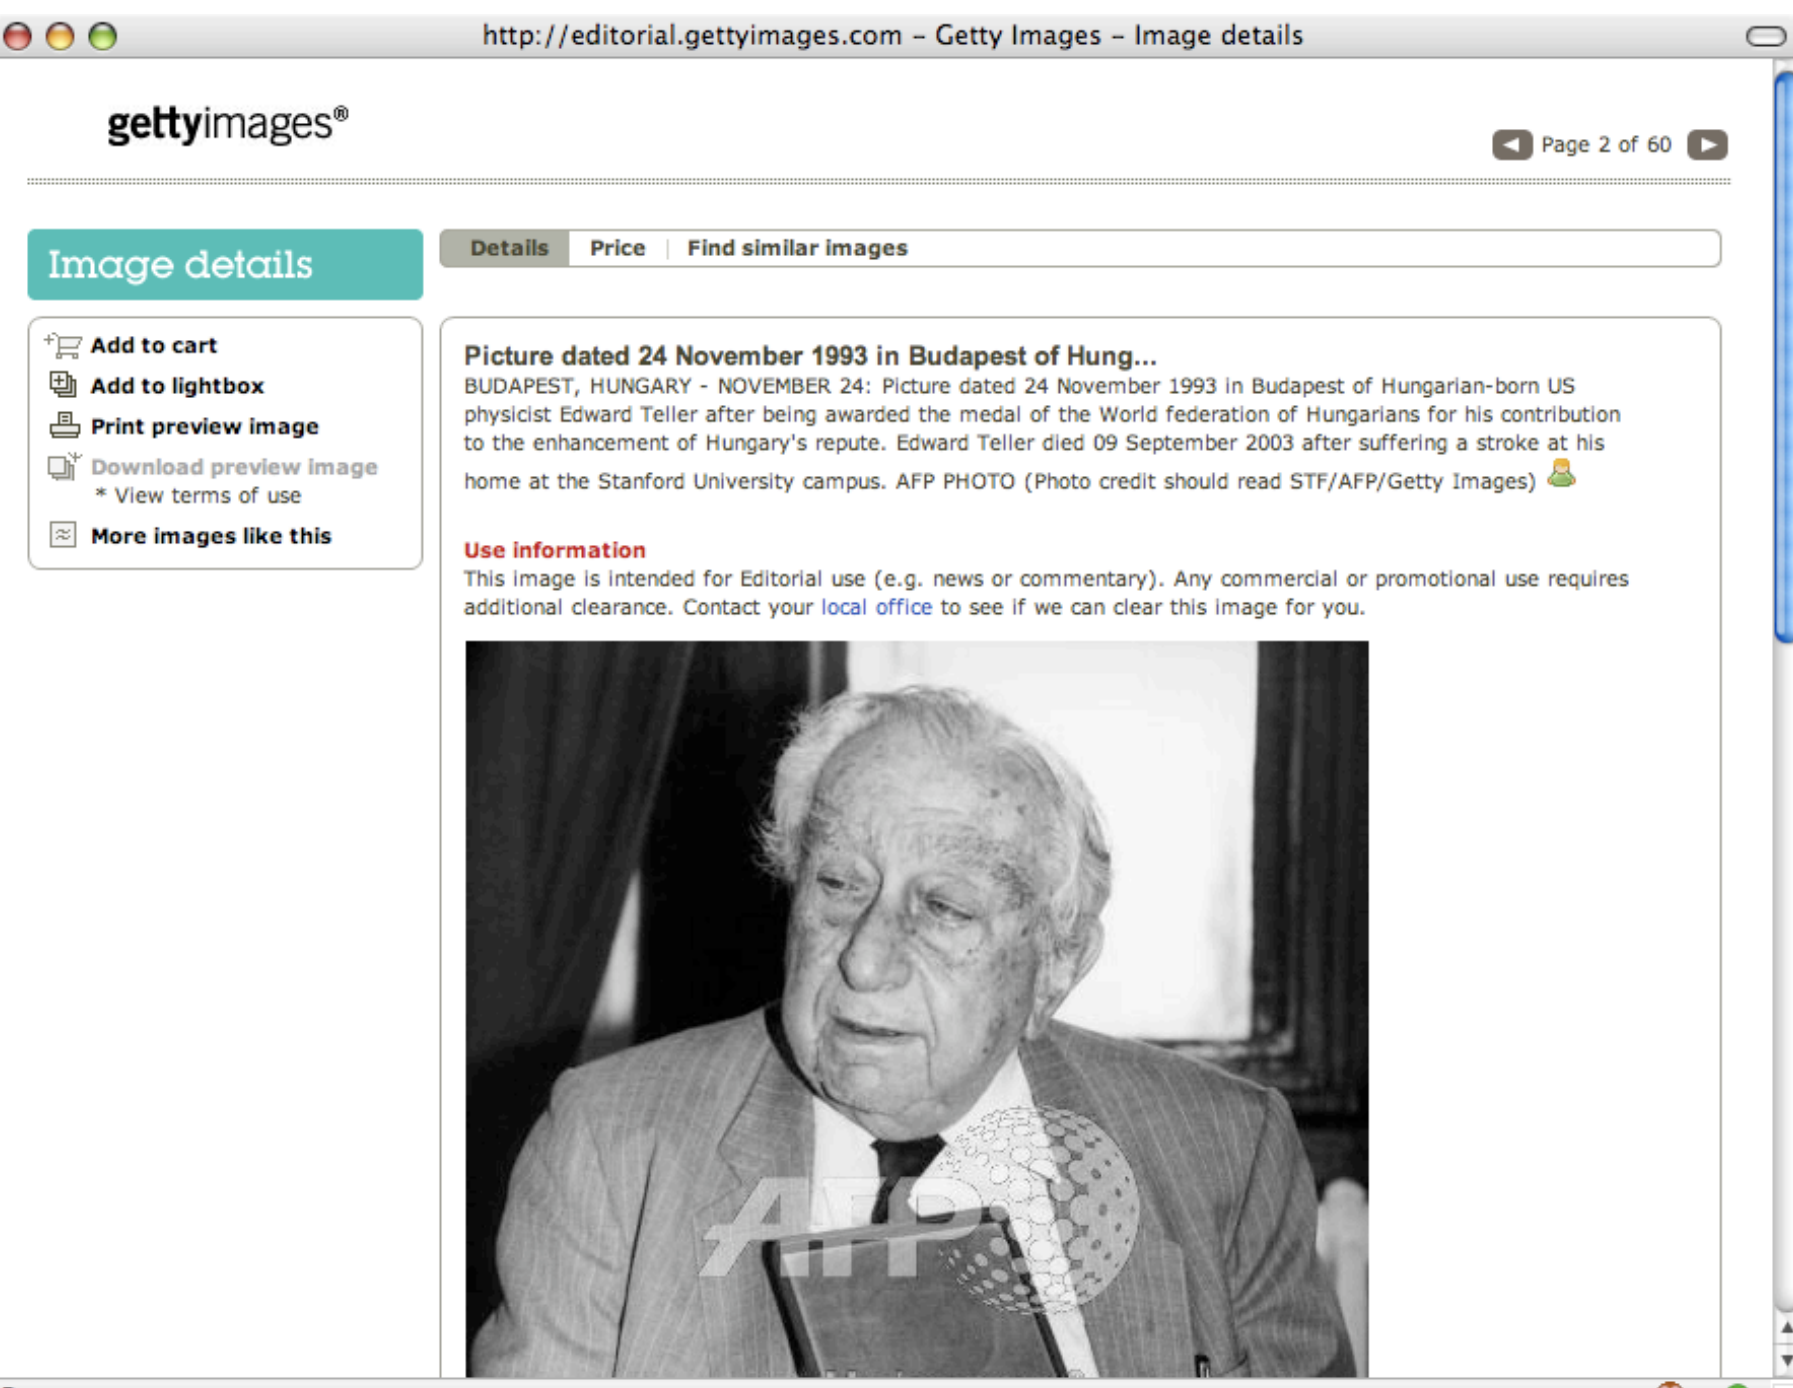 http://editorial.gettyimages.com – Getty Images – Image details
gettyimages®
Page 2 of 60
Image details
Details Price Find similar images
Add to cart
Add to lightbox
Print preview image
Download preview image
* View terms of use
More images like this
Picture dated 24 November 1993 in Budapest of Hung...
BUDAPEST, HUNGARY - NOVEMBER 24: Picture dated 24 November 1993 in Budapest of Hungarian-born US
physicist Edward Teller after being awarded the medal of the World federation of Hungarians for his contribution
to the enhancement of Hungary's repute. Edward Teller died 09 September 2003 after suffering a stroke at his
home at the Stanford University campus. AFP PHOTO (Photo credit should read STF/AFP/Getty Images)
Use information
This image is intended for Editorial use (e.g. news or commentary). Any commercial or promotional use requires
additional clearance. Contact your local office to see if we can clear this image for you.
AFP